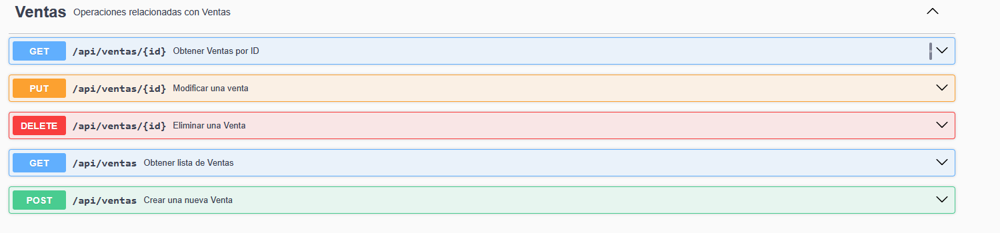 Ventas Operaciones relacionadas con Ventas
GET /api/ventas/{id} Obtener Ventas por ID
PUT /api/ventas/{id} Modificar una venta
DELETE /api/ventas/{id} Eliminar una Venta
GET /api/ventas Obtener lista de Ventas
POST /api/ventas Crear una nueva Venta